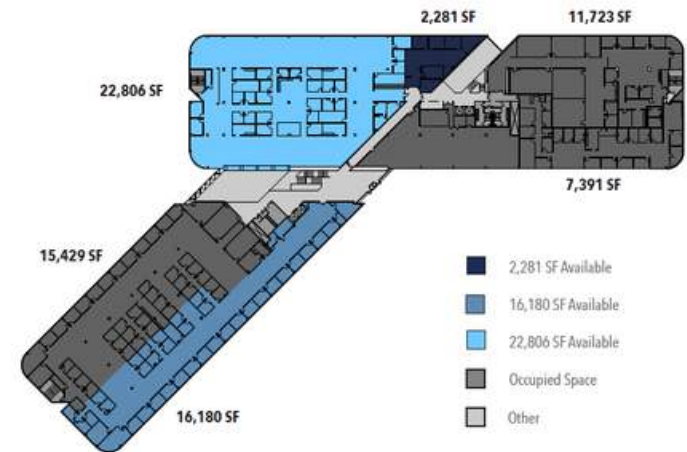 2,281 SF
11,723 SF
22,806 SF
7,391 SF
15,429 SF
16,180 SF
2,281 SF Available
16,180 SF Available
22,806 SF Available
Occupied Space
Other